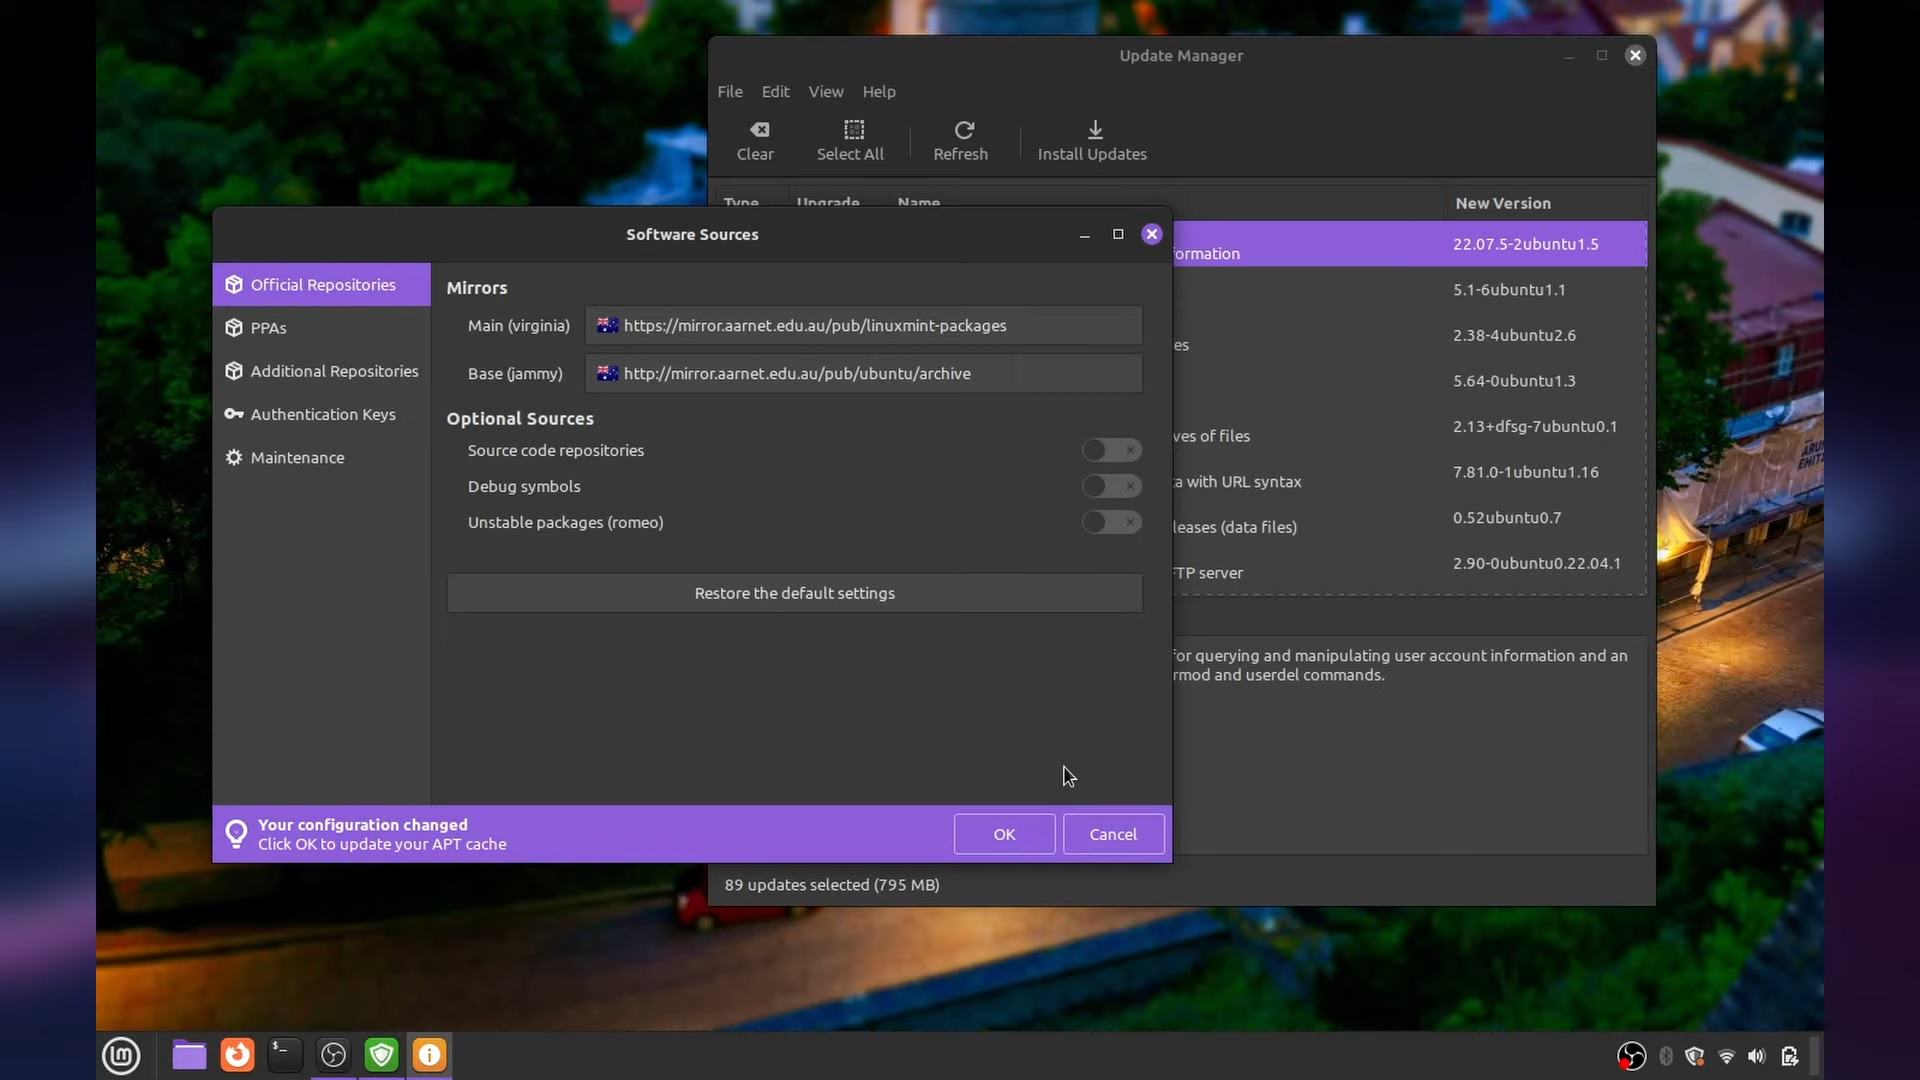 Update Manager
File Edit View Help
Clear Select All Refresh Install Updates
Type Upgrade Name New Version
ormation 22.07.5-2ubuntu1.5
5.1-6ubuntu1.1
es 2.38-4ubuntu2.6
5.64-0ubuntu1.3
ves of files 2.13+dfsg-7ubuntu0.1
a with URL syntax 7.81.0-1ubuntu1.16
leases (data files) 0.52ubuntu0.7
TP server 2.90-0ubuntu0.22.04.1
for querying and manipulating user account information and an
rmod and userdel commands.
89 updates selected (795 MB)
Software Sources
Official Repositories
PPAs
Additional Repositories
Authentication Keys
Maintenance
Mirrors
Main (virginia) https://mirror.aarnet.edu.au/pub/linuxmint-packages
Base (jammy) http://mirror.aarnet.edu.au/pub/ubuntu/archive
Optional Sources
Source code repositories
Debug symbols
Unstable packages (romeo)
Restore the default settings
Your configuration changed
Click OK to update your APT cache
OK Cancel